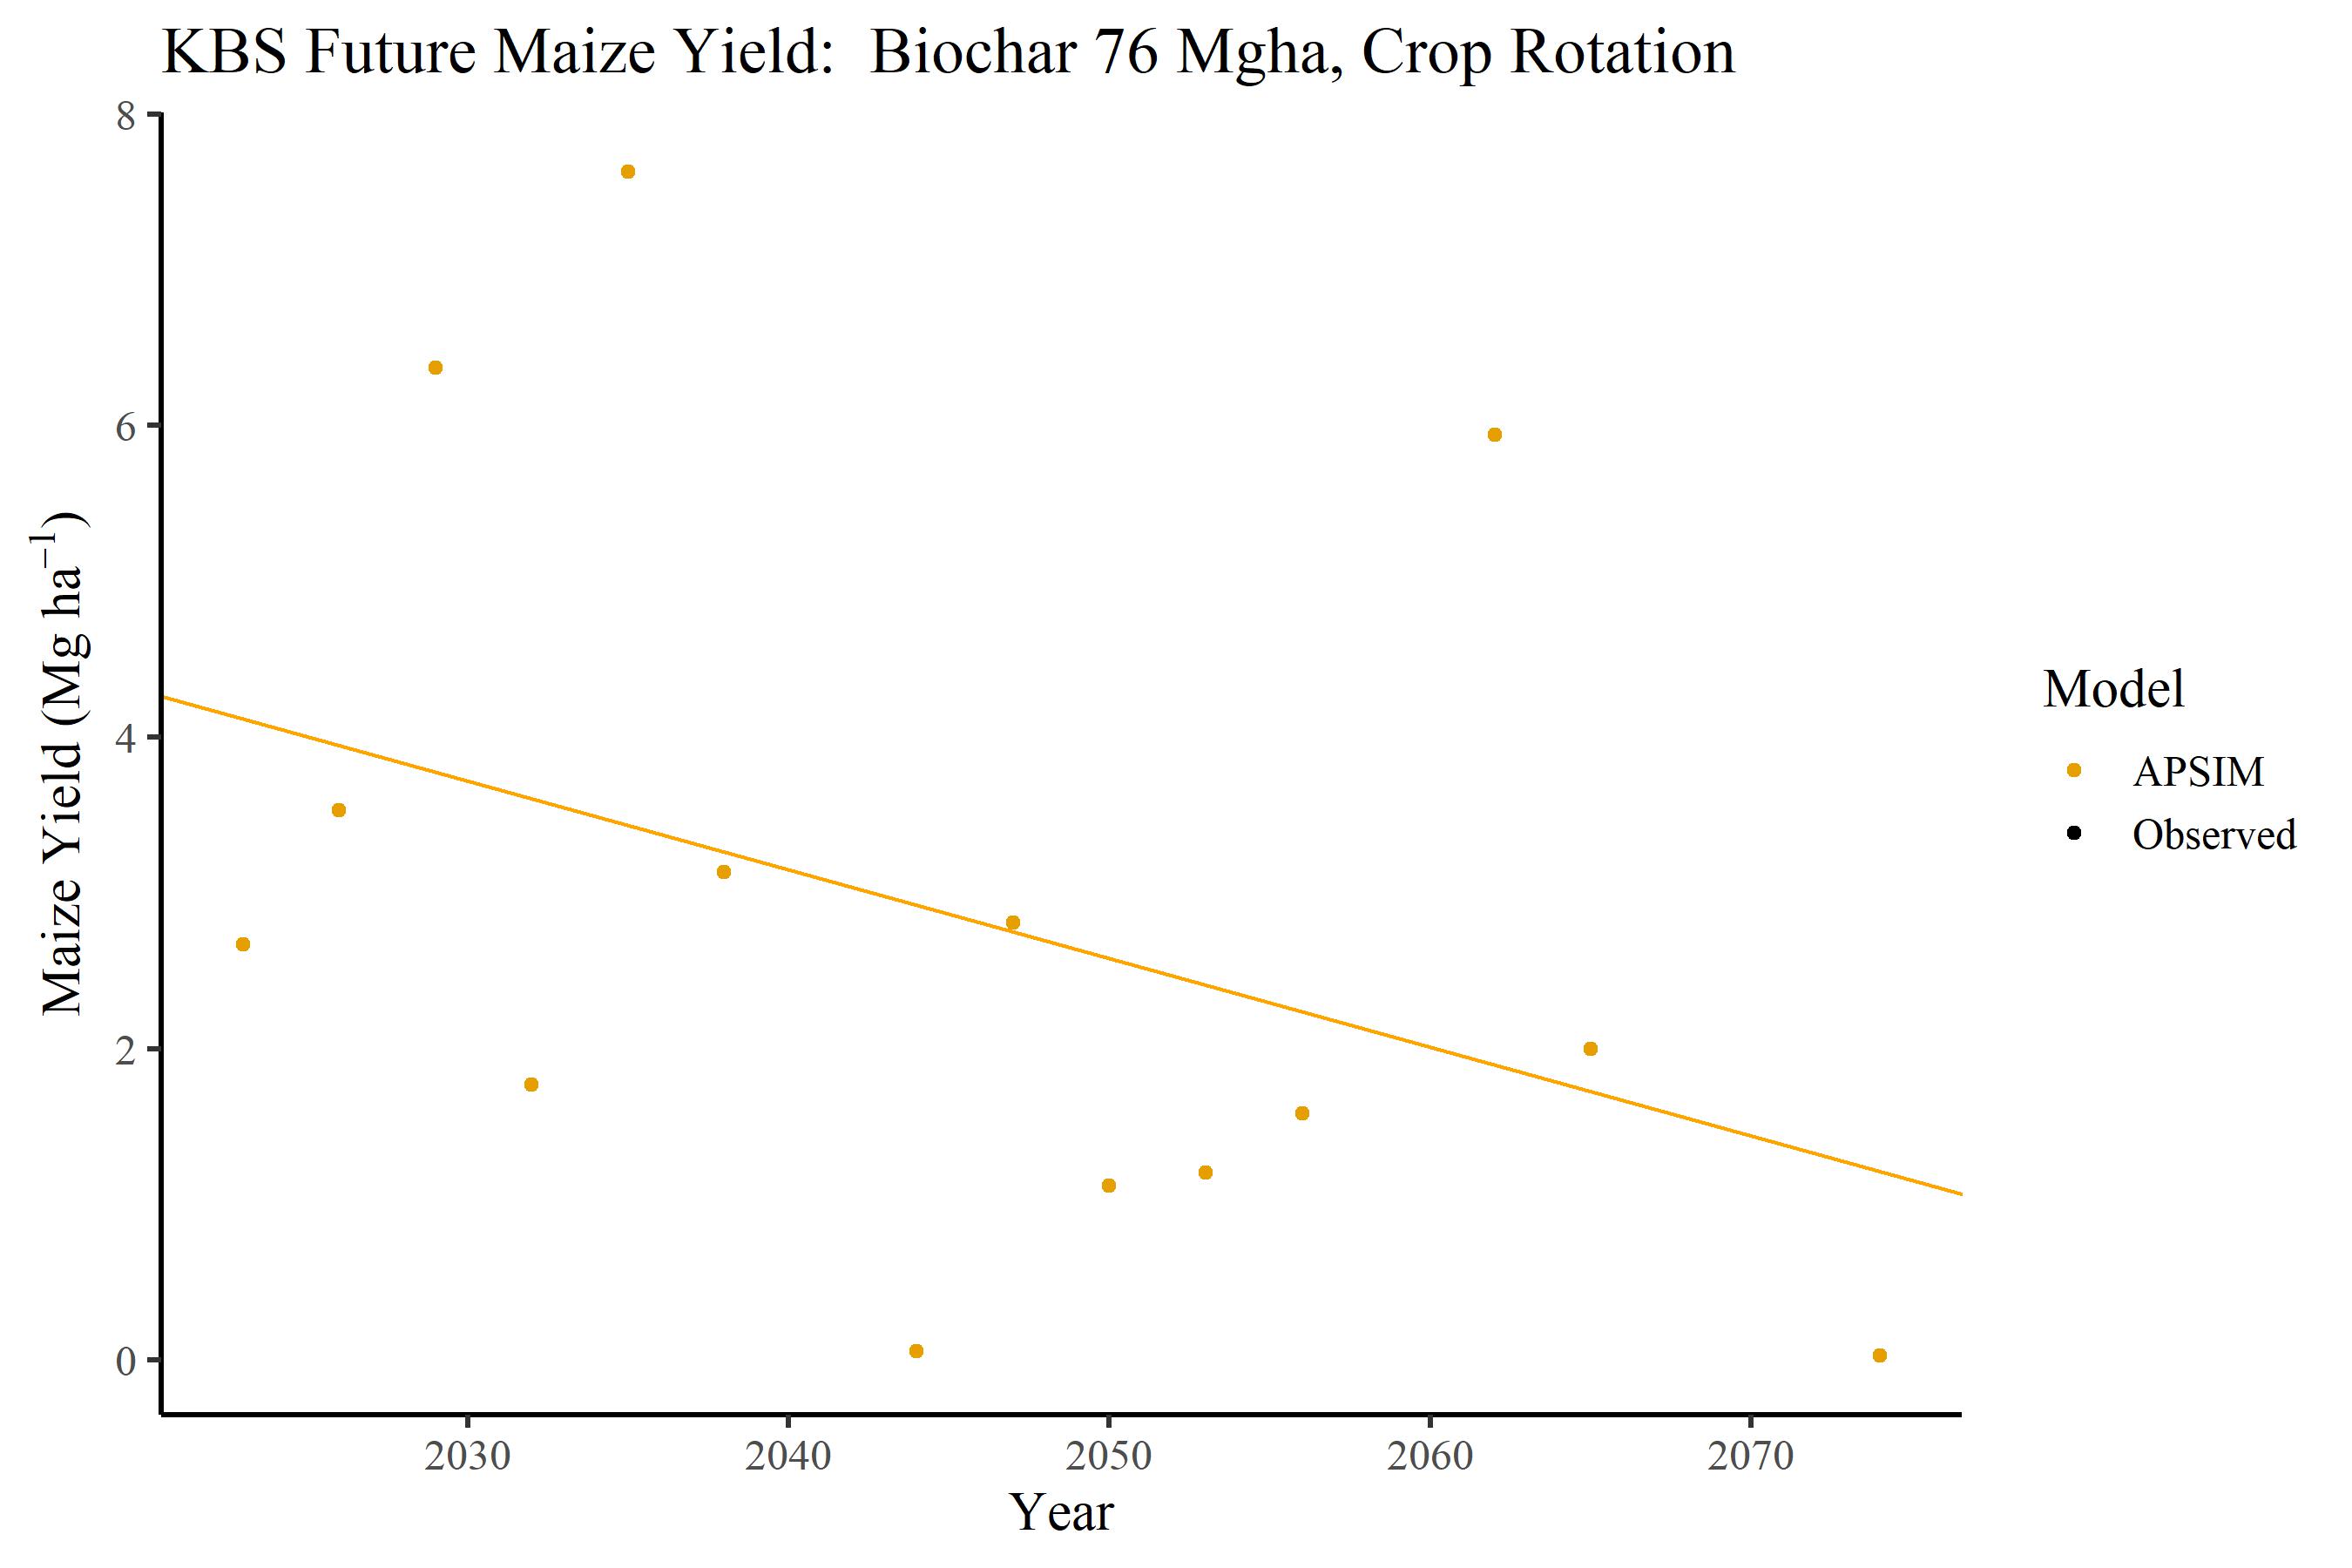 KBS Future Maize Yield:  Biochar 76 Mgha, Crop Rotation
8
6
4
2
0
Maize Yield (Mg ha⁻¹)
2030 2040 2050 2060 2070
Year
Model
APSIM
Observed